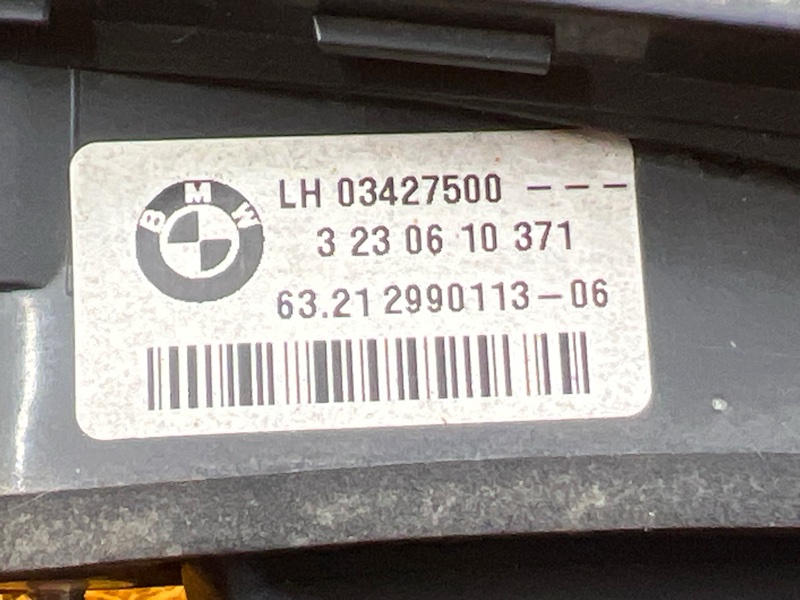 BMW
LH 03427500 ---
3 23 06 10 371
63.21 2990113-06